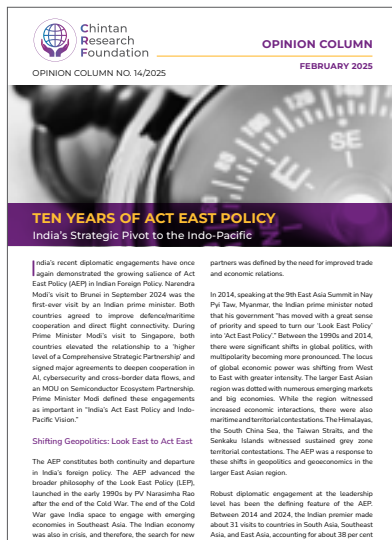 Chintan
Research
Foundation
OPINION COLUMN NO. 14/2025
OPINION COLUMN
FEBRUARY 2025
SE
E
80
TEN YEARS OF ACT EAST POLICY
India's Strategic Pivot to the Indo-Pacific
India's recent diplomatic engagements have once
again demonstrated the growing salience of Act
East Policy (AEP) in Indian Foreign Policy. Narendra
Modi's visit to Brunei in September 2024 was the
first-ever visit by an Indian prime minister. Both
countries agreed to improve defence/maritime
cooperation and direct flight connectivity. During
Prime Minister Modi's visit to Singapore, both
countries elevated the relationship to a 'higher
level of a Comprehensive Strategic Partnership' and
signed major agreements to deepen cooperation in
AI, cybersecurity and cross-border data flows, and
an MOU on Semiconductor Ecosystem Partnership.
Prime Minister Modi defined these engagements
as important in "India's Act East Policy and Indo-
Pacific Vision."
Shifting Geopolitics: Look East to Act East
The AEP constitutes both continuity and departure
in India's foreign policy. The AEP advanced the
broader philosophy of the Look East Policy (LEP),
launched in the early 1990s by PV Narasimha Rao
after the end of the Cold War. The end of the Cold
War gave India space to engage with emerging
economies in Southeast Asia. The Indian economy
was also in crisis, and therefore, the search for new
partners was defined by the need for improved trade
and economic relations.
In 2014, speaking at the 9th East Asia Summit in Nay
Pyi Taw, Myanmar, the Indian prime minister noted
that his government "has moved with a great sense
of priority and speed to turn our 'Look East Policy'
into 'Act East Policy'." Between the 1990s and 2014,
there were significant shifts in global politics, with
multipolarity becoming more pronounced. The locus
of global economic power was shifting from West
to East with greater intensity. The larger East Asian
region was dotted with numerous emerging markets
and big economies. While the region witnessed
increased economic interactions, there were also
maritime and territorial contestations. The Himalayas,
the South China Sea, the Taiwan Straits, and the
Senkaku Islands witnessed sustained grey zone
territorial contestations. The AEP was a response to
these shifts in geopolitics and geoeconomics in the
larger East Asian region.
Robust diplomatic engagement at the leadership
level has been the defining feature of the AEP.
Between 2014 and 2024, the Indian premier made
about 31 visits to countries in South Asia, Southeast
Asia, and East Asia, accounting for about 38 per cent